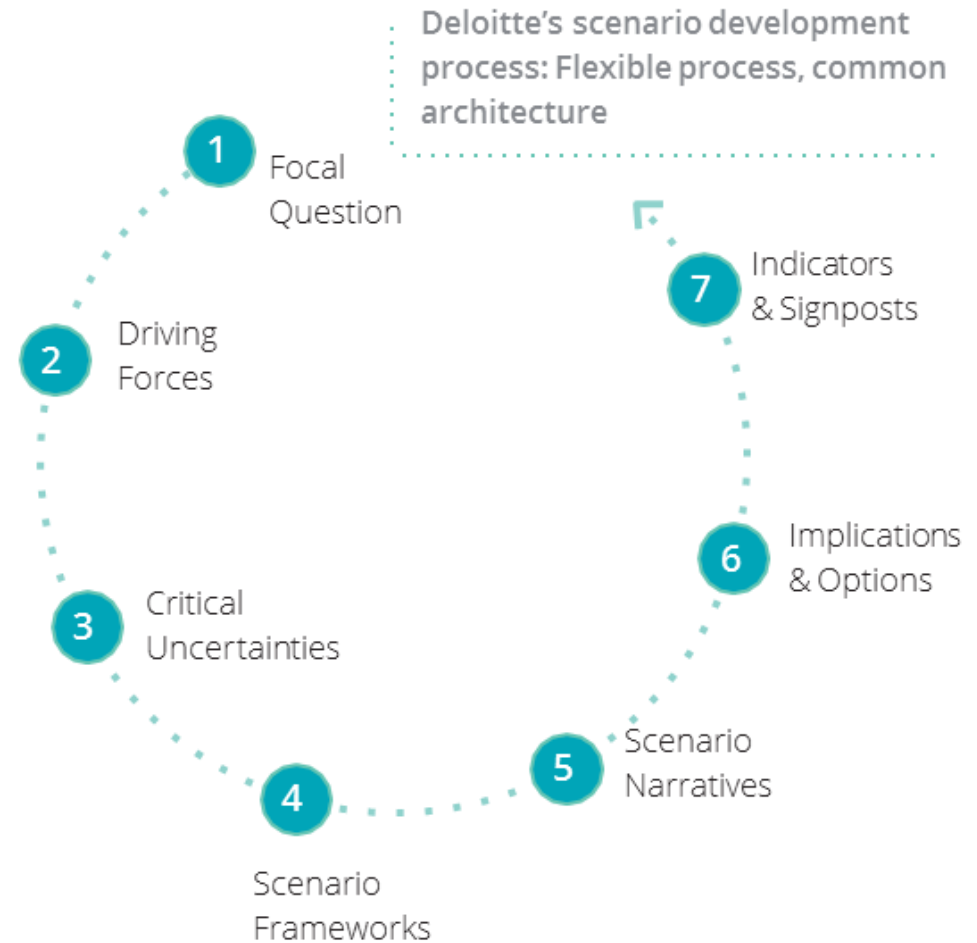 Deloitte's scenario development
process: Flexible process, common
architecture
1
Focal
Question
2
Driving
Forces
3
Critical
Uncertainties
4
Scenario
Frameworks
5
Scenario
Narratives
6
Implications
& Options
7
Indicators
& Signposts